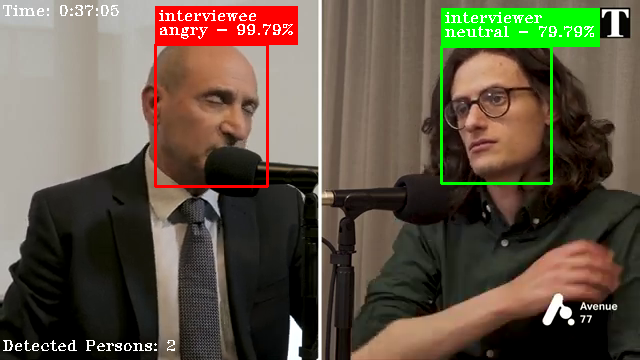 Time: 0:37:05
interviewee
angry - 99.79%
interviewer
neutral - 79.79%
T
Avenue
77
Detected Persons: 2